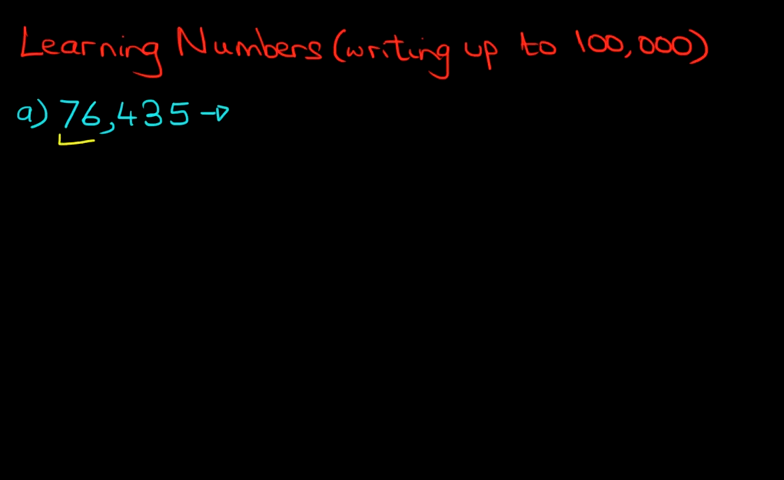 Learning Numbers (writing up to 100,000)
a) 76,435 →